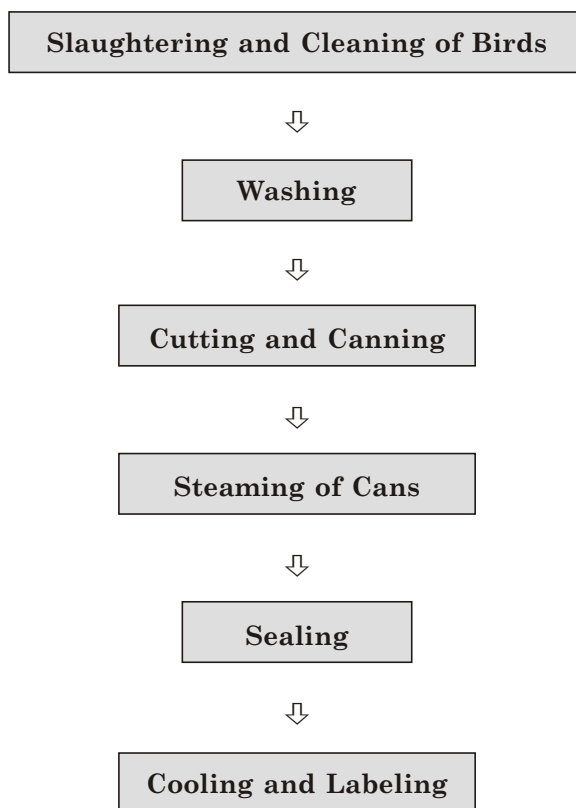 Slaughtering and Cleaning of Birds
Washing
Cutting and Canning
Steaming of Cans
Sealing
Cooling and Labeling